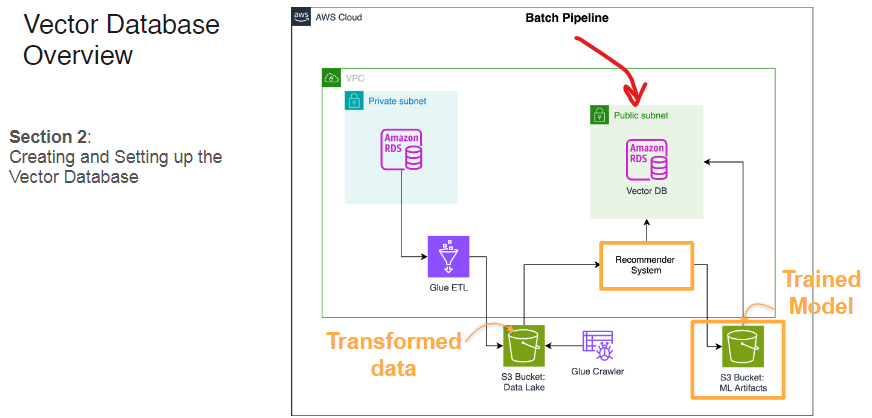 Vector Database
Overview
Section 2:
Creating and Setting up the
Vector Database
aws
AWS Cloud
Batch Pipeline
VPC
Private subnet
Amazon
RDS
Public subnet
Amazon
RDS
Vector DB
Glue ETL
Recommender
System
Transformed
data
S3 Bucket:
Data Lake
Glue Crawler
Trained
Model
S3 Bucket:
ML Artifacts